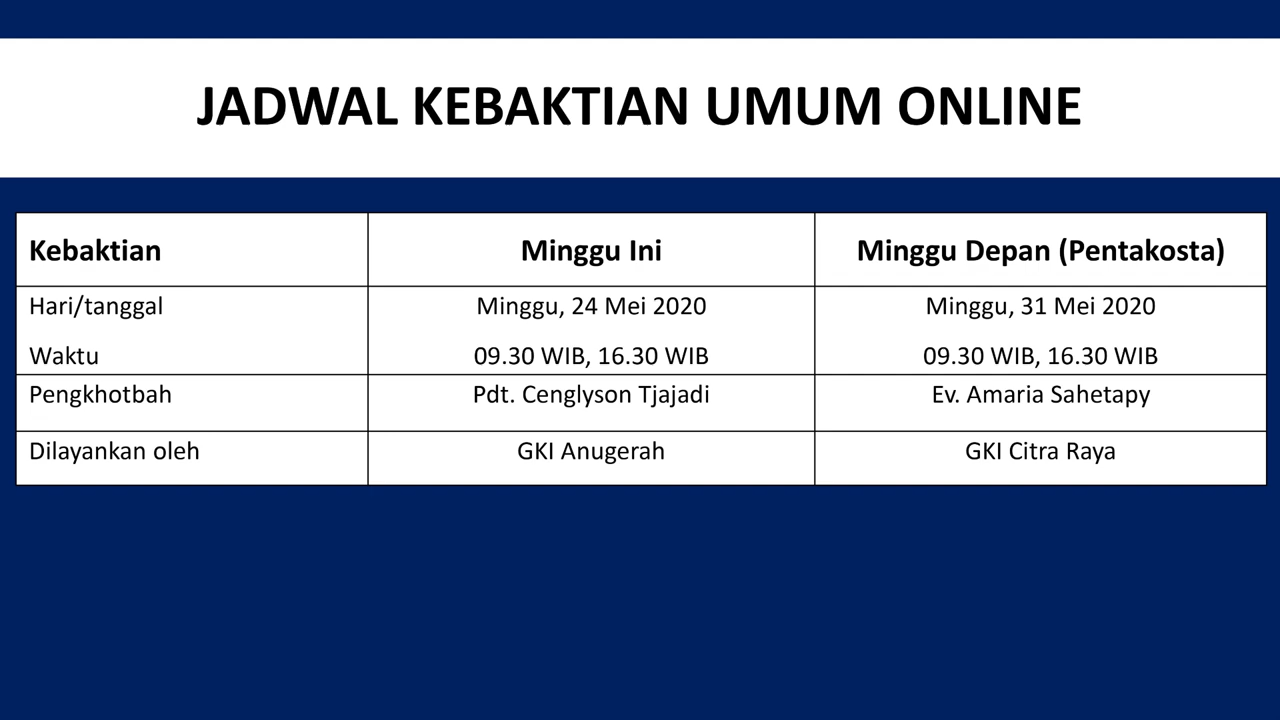 JADWAL KEBAKTIAN UMUM ONLINE
Kebaktian Minggu Ini Minggu Depan (Pentakosta)
Hari/tanggal Minggu, 24 Mei 2020 Minggu, 31 Mei 2020
Waktu 09.30 WIB, 16.30 WIB 09.30 WIB, 16.30 WIB
Pengkhotbah Pdt. Cenglyson Tjajadi Ev. Amaria Sahetapy
Dilayankan oleh GKI Anugerah GKI Citra Raya